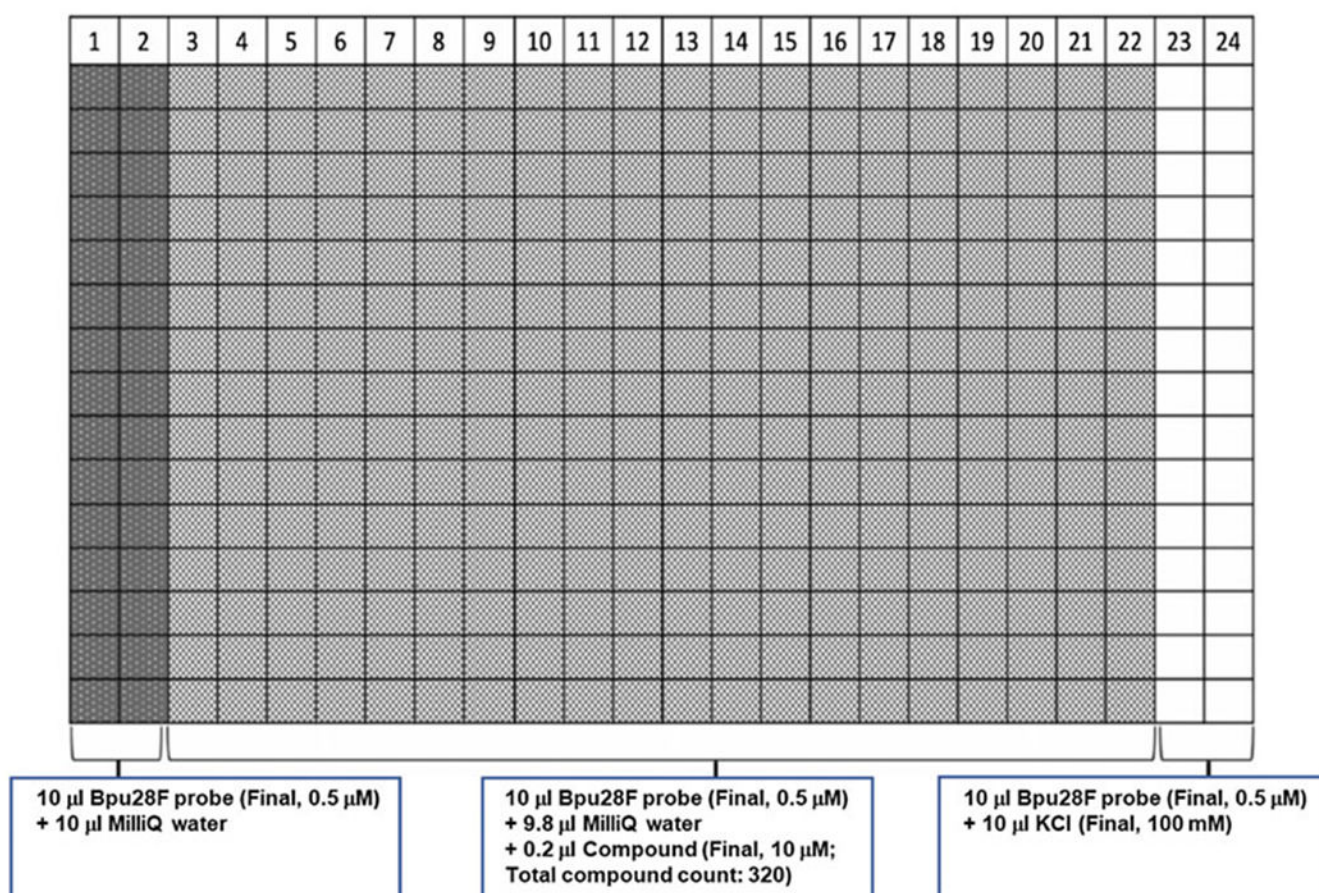 1 2 3 4 5 6 7 8 9 10 11 12 13 14 15 16 17 18 19 20 21 22 23 24
10 µl Bpu28F probe (Final, 0.5 µM)
+ 10 µl MilliQ water
10 µl Bpu28F probe (Final, 0.5 µM)
+ 9.8 µl MilliQ water
+ 0.2 µl Compound (Final, 10 µM;
Total compound count: 320)
10 µl Bpu28F probe (Final, 0.5 µM)
+ 10 µl KCl (Final, 100 mM)